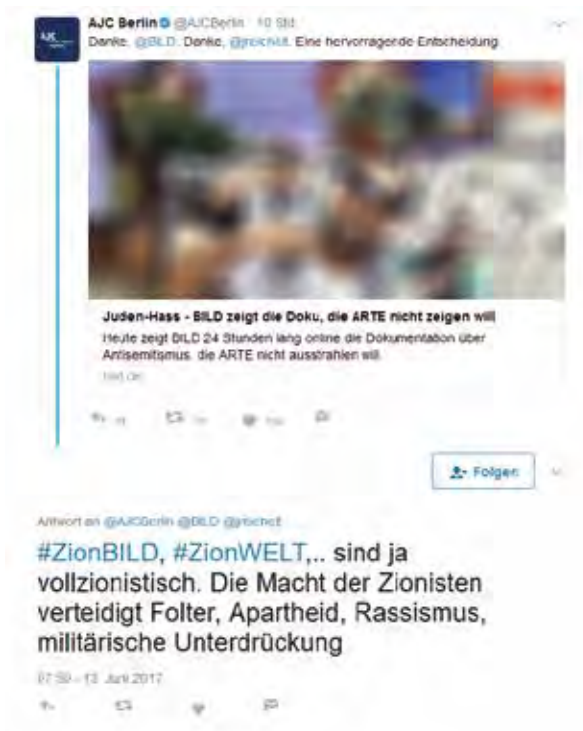 AJC Berlin @AJCBerlin · 10 Std.
Danke, @BILD. Danke, @jreichelt. Eine hervorragende Entscheidung.
Juden-Hass - BILD zeigt die Doku, die ARTE nicht zeigen will
Heute zeigt BILD 24 Stunden lang online die Dokumentation über
Antisemitismus, die ARTE nicht ausstrahlen will.
bild.de
Folgen
Antwort an @AJCBerlin @BILD @jreichelt
#ZionBILD, #ZionWELT,.. sind ja
vollzionistisch. Die Macht der Zionisten
verteidigt Folter, Apartheid, Rassismus,
militärische Unterdrückung
07:59 - 13. Juni 2017